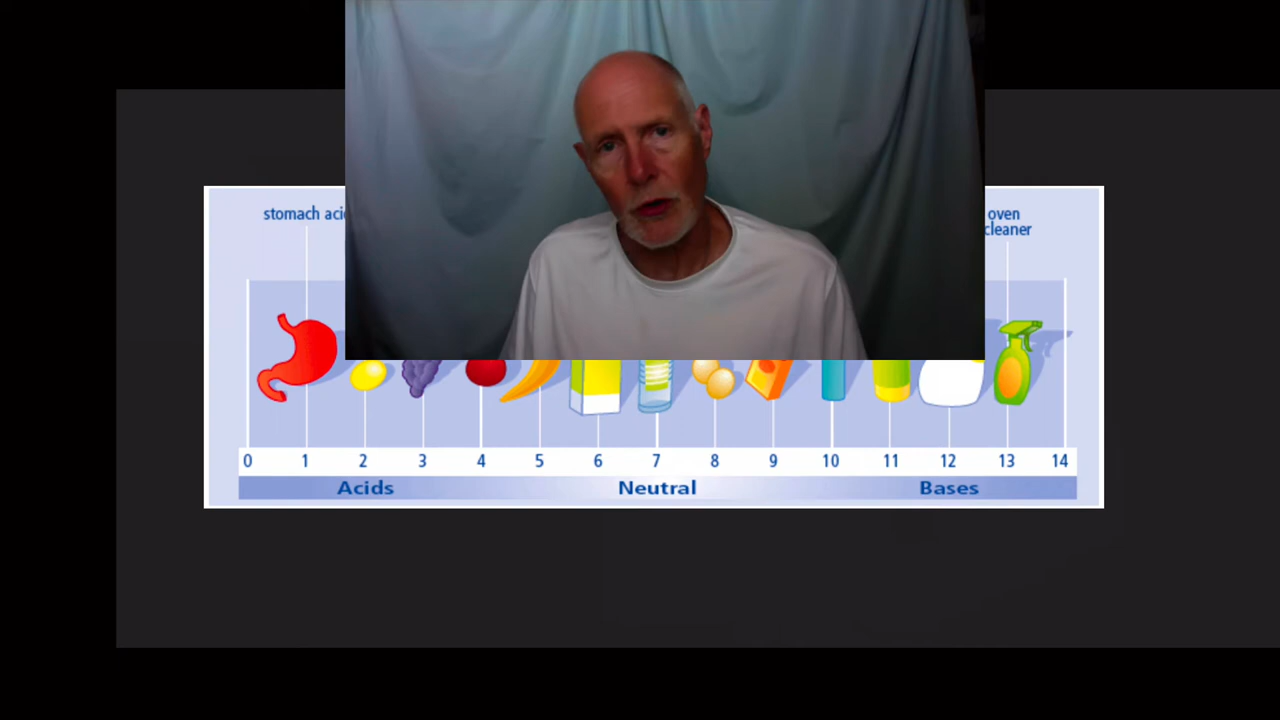 stomach
oven
cleaner
0 1 2 3 4 5 6 7 8 9 10 11 12 13 14
Acids Neutral Bases